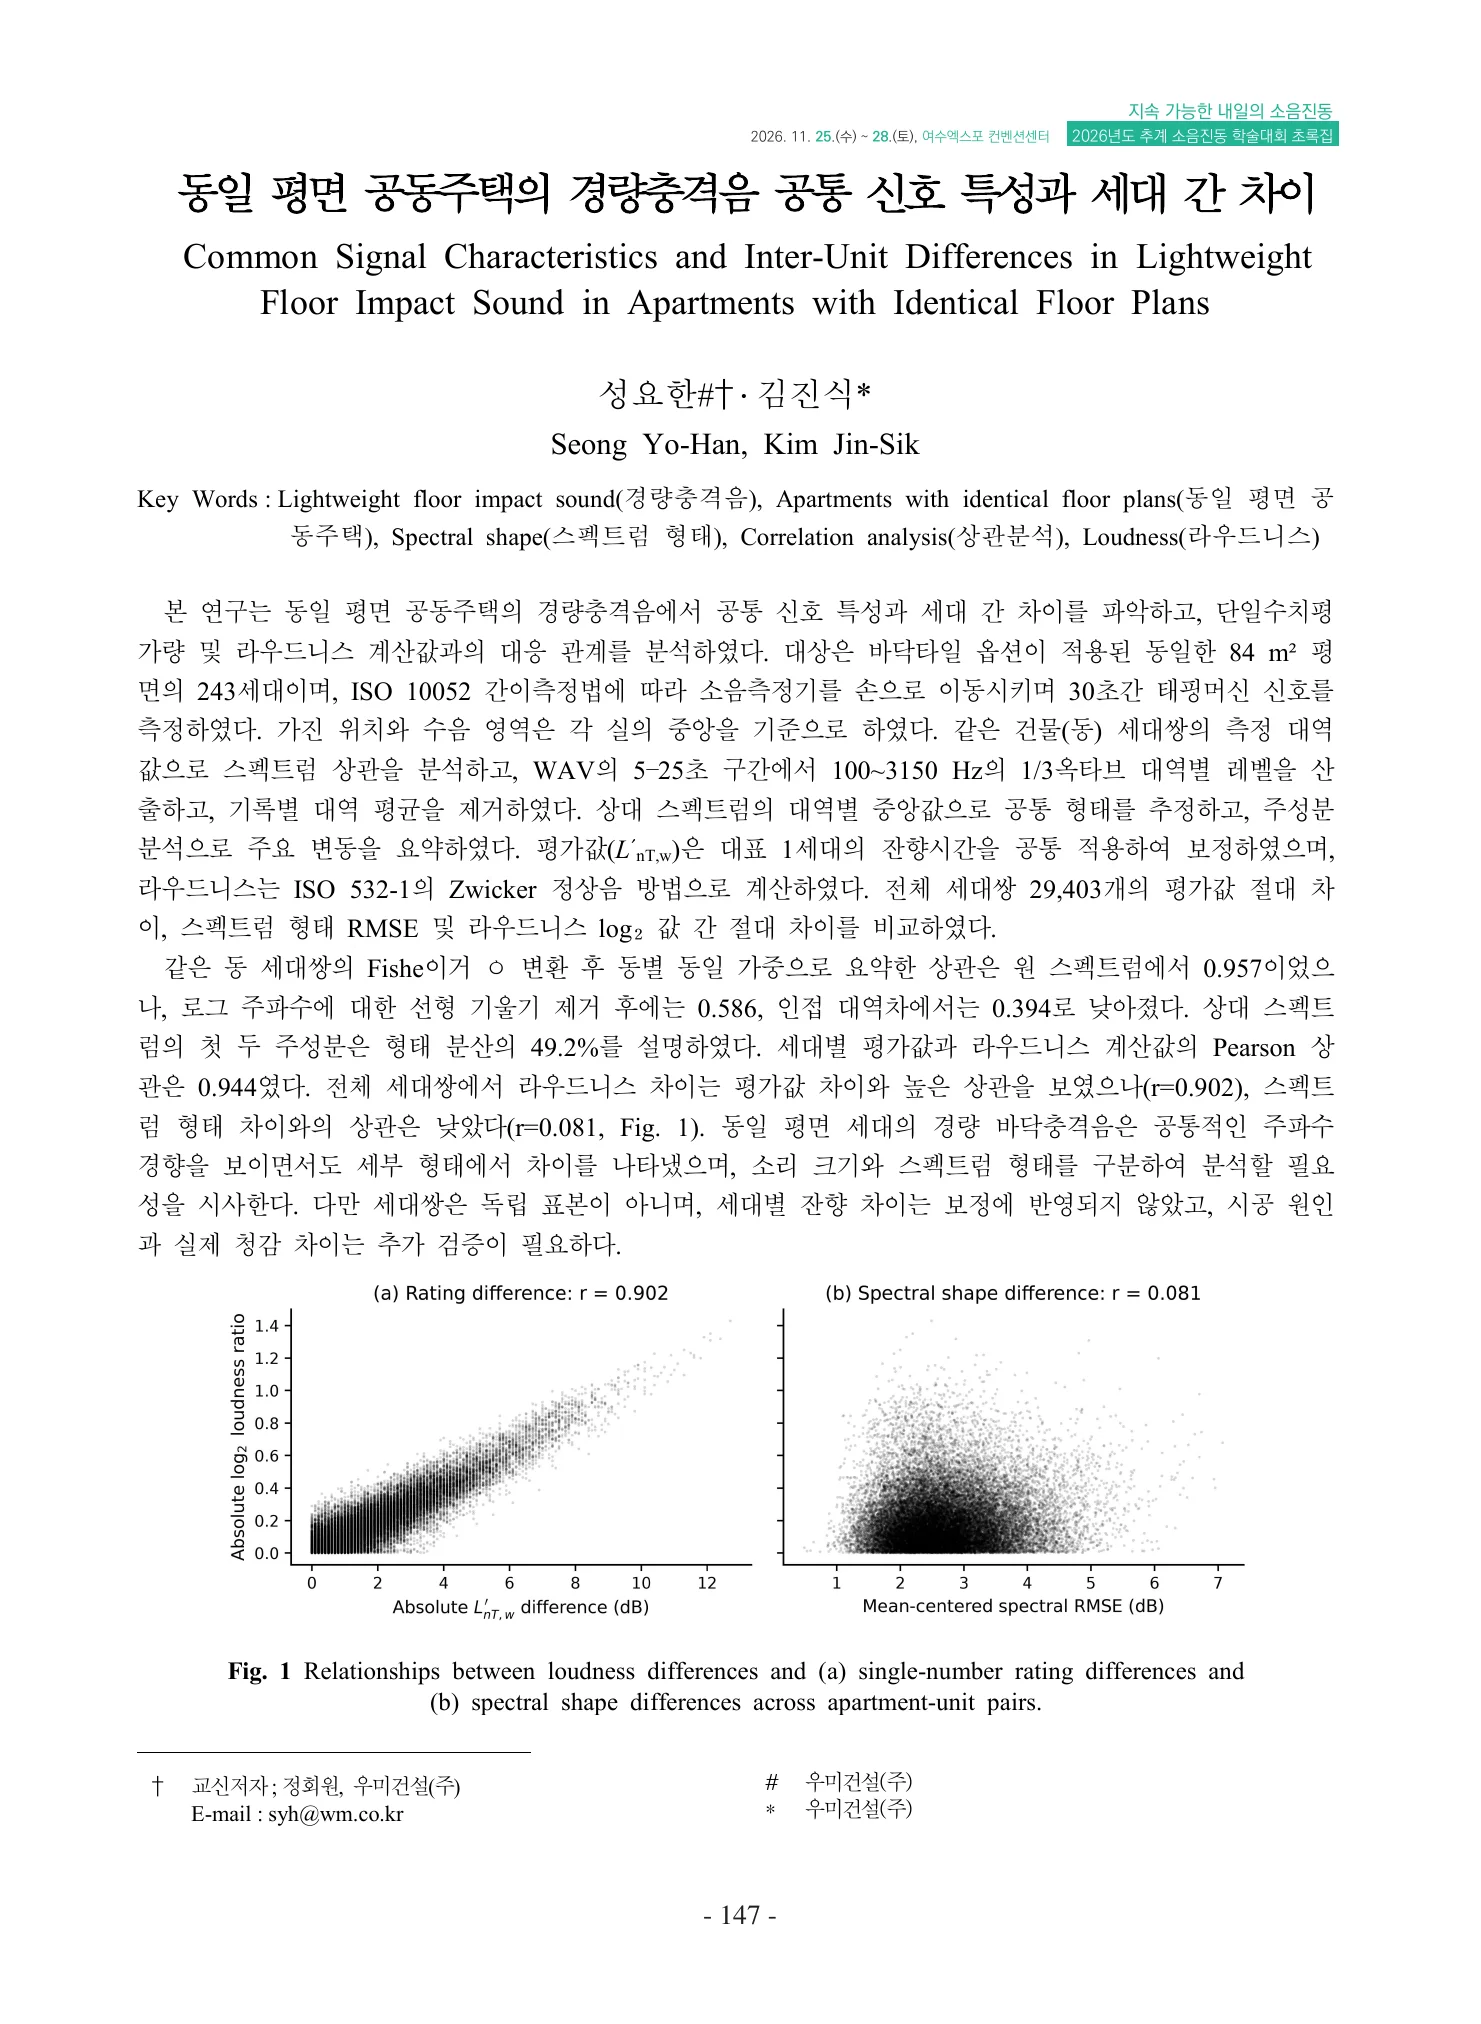 지속 가능한 내일의 소음진동
2026. 11. 25.(수) ~ 28.(토), 여수엑스포 컨벤션센터 2026년도 추계 소음진동 학술대회 초록집
동일 평면 공동주택의 경량충격음 공통 신호 특성과 세대 간 차이
Common Signal Characteristics and Inter-Unit Differences in Lightweight
Floor Impact Sound in Apartments with Identical Floor Plans
성요한#† · 김진식*
Seong Yo-Han, Kim Jin-Sik
Key Words : Lightweight floor impact sound(경량충격음), Apartments with identical floor plans(동일 평면 공
동주택), Spectral shape(스펙트럼 형태), Correlation analysis(상관분석), Loudness(라우드니스)
본 연구는 동일 평면 공동주택의 경량충격음에서 공통 신호 특성과 세대 간 차이를 파악하고, 단일수치평
가량 및 라우드니스 계산값과의 대응 관계를 분석하였다. 대상은 바닥타일 옵션이 적용된 동일한 84 m² 평
면의 243세대이며, ISO 10052 간이측정법에 따라 소음측정기를 손으로 이동시키며 30초간 태핑머신 신호를
측정하였다. 가진 위치와 수음 영역은 각 실의 중앙을 기준으로 하였다. 같은 건물(동) 세대쌍의 측정 대역
값으로 스펙트럼 상관을 분석하고, WAV의 5–25초 구간에서 100~3150 Hz의 1/3옥타브 대역별 레벨을 산
출하고, 기록별 대역 평균을 제거하였다. 상대 스펙트럼의 대역별 중앙값으로 공통 형태를 추정하고, 주성분
분석으로 주요 변동을 요약하였다. 평가값(L´nT,w)은 대표 1세대의 잔향시간을 공통 적용하여 보정하였으며,
라우드니스는 ISO 532-1의 Zwicker 정상음 방법으로 계산하였다. 전체 세대쌍 29,403개의 평가값 절대 차
이, 스펙트럼 형태 RMSE 및 라우드니스 log₂ 값 간 절대 차이를 비교하였다.
같은 동 세대쌍의 Fishe이거 ㅇ 변환 후 동별 동일 가중으로 요약한 상관은 원 스펙트럼에서 0.957이었으
나, 로그 주파수에 대한 선형 기울기 제거 후에는 0.586, 인접 대역차에서는 0.394로 낮아졌다. 상대 스펙트
럼의 첫 두 주성분은 형태 분산의 49.2%를 설명하였다. 세대별 평가값과 라우드니스 계산값의 Pearson 상
관은 0.944였다. 전체 세대쌍에서 라우드니스 차이는 평가값 차이와 높은 상관을 보였으나(r=0.902), 스펙트
럼 형태 차이와의 상관은 낮았다(r=0.081, Fig. 1). 동일 평면 세대의 경량 바닥충격음은 공통적인 주파수
경향을 보이면서도 세부 형태에서 차이를 나타냈으며, 소리 크기와 스펙트럼 형태를 구분하여 분석할 필요
성을 시사한다. 다만 세대쌍은 독립 표본이 아니며, 세대별 잔향 차이는 보정에 반영되지 않았고, 시공 원인
과 실제 청감 차이는 추가 검증이 필요하다.
(a) Rating difference: r = 0.902
(b) Spectral shape difference: r = 0.081
Absolute log₂ loudness ratio
1.4
1.2
1.0
0.8
0.6
0.4
0.2
0.0
0 2 4 6 8 10 12
1 2 3 4 5 6 7
Absolute L′nT,w difference (dB)
Mean-centered spectral RMSE (dB)
Fig. 1 Relationships between loudness differences and (a) single-number rating differences and
(b) spectral shape differences across apartment-unit pairs.
† 교신저자 ; 정회원, 우미건설(주)
E-mail : syh@wm.co.kr
# 우미건설(주)
* 우미건설(주)
- 147 -